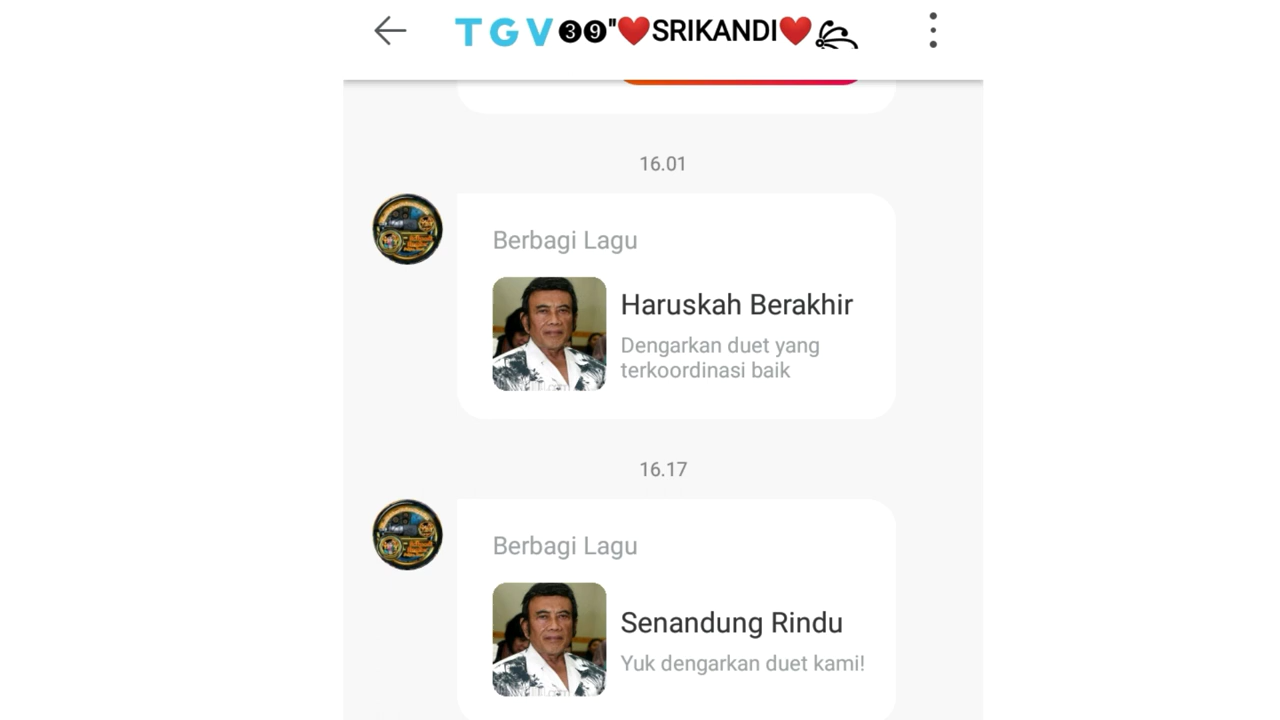 TGV❸❾"❤️SRIKANDI❤️
16.01
Berbagi Lagu
Haruskah Berakhir
Dengarkan duet yang
terkoordinasi baik
16.17
Berbagi Lagu
Senandung Rindu
Yuk dengarkan duet kami!